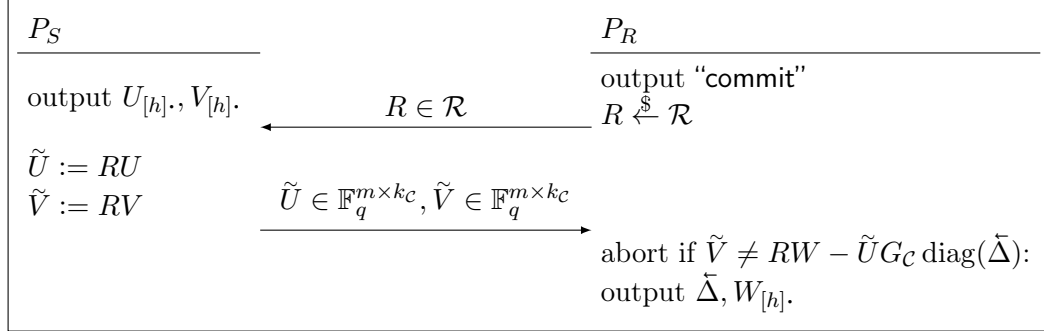 P_S
P_R
output U_{[h]·}, V_{[h]·}
output “commit”
R ∈ ℛ
R ←$ ℛ
Ũ := RU
Ṽ := RV
Ũ ∈ 𝔽_q^{m×k_𝒞}, Ṽ ∈ 𝔽_q^{m×k_𝒞}
abort if Ṽ ≠ RW − ŨG_𝒞 diag(Δ⃐):
output Δ⃐, W_{[h]·}